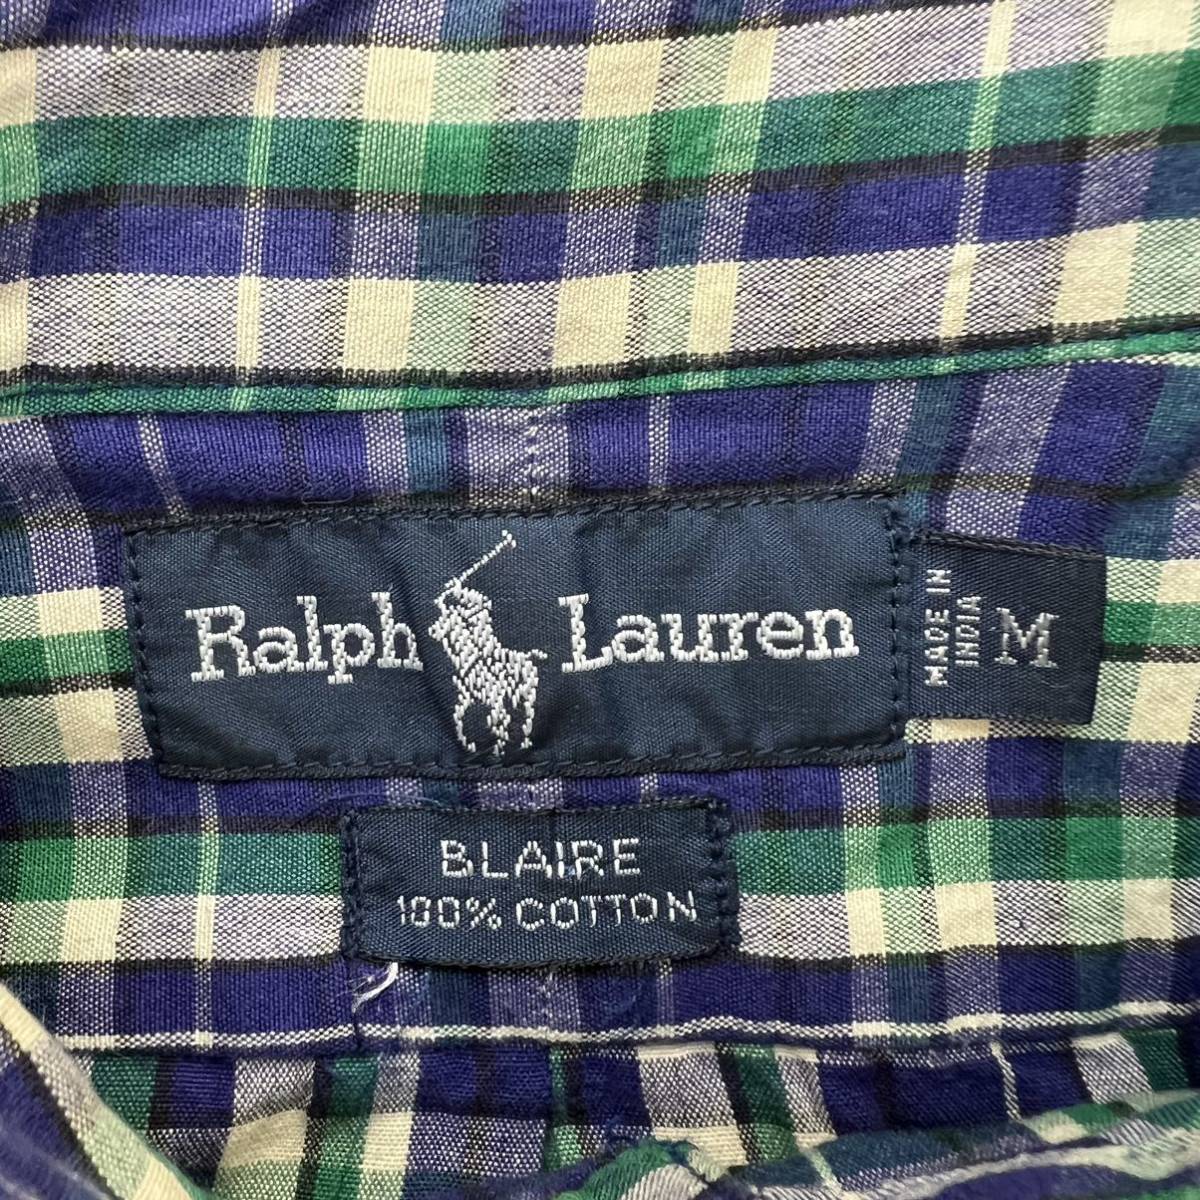 Ralph Lauren
MADE IN
INDIA
M
BLAIRE
100% COTTON